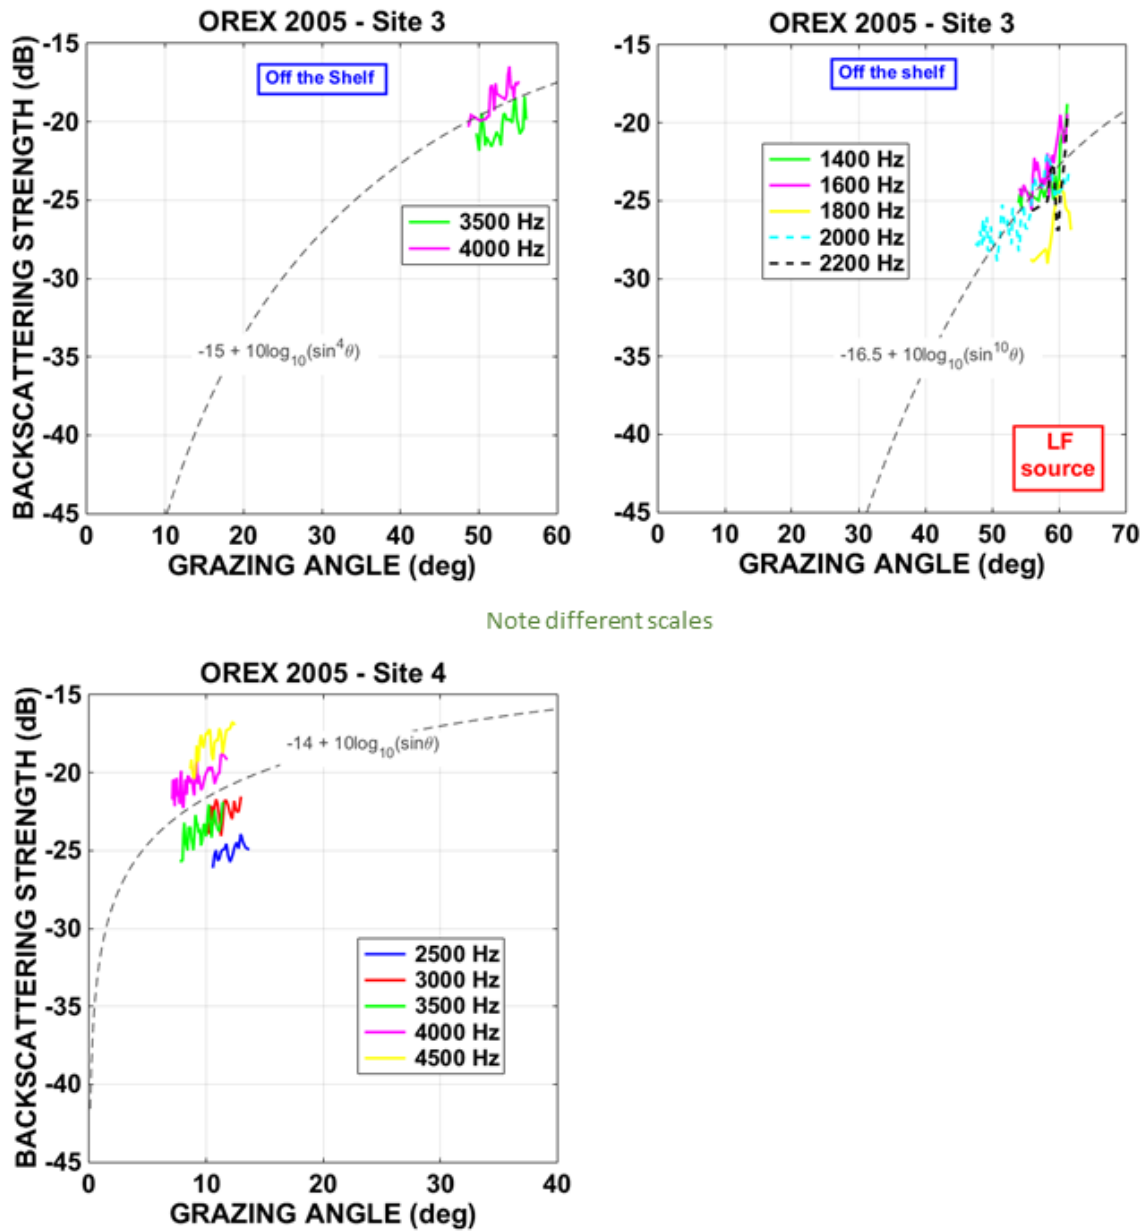 OREX 2005 - Site 3
BACKSCATTERING STRENGTH (dB)
-15
-20
-25
-30
-35
-40
-45
Off the Shelf
3500 Hz
4000 Hz
-15 + 10log₁₀(sin⁴θ)
0
10
20
30
40
50
60
GRAZING ANGLE (deg)
OREX 2005 - Site 3
-15
-20
-25
-30
-35
-40
-45
Off the shelf
1400 Hz
1600 Hz
1800 Hz
2000 Hz
2200 Hz
-16.5 + 10log₁₀(sin¹⁰θ)
LF
source
0
10
20
30
40
50
60
70
GRAZING ANGLE (deg)
Note different scales
OREX 2005 - Site 4
BACKSCATTERING STRENGTH (dB)
-15
-20
-25
-30
-35
-40
-45
-14 + 10log₁₀(sinθ)
2500 Hz
3000 Hz
3500 Hz
4000 Hz
4500 Hz
0
10
20
30
40
GRAZING ANGLE (deg)